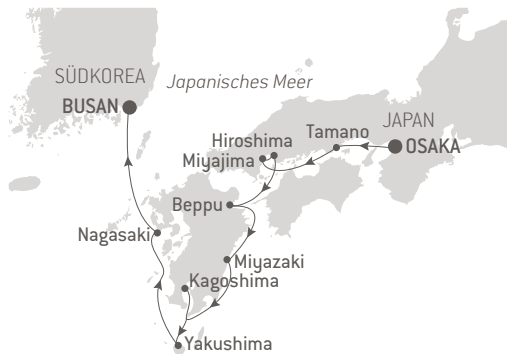 SÜDKOREA
BUSAN
Japanisches Meer
JAPAN
OSAKA
Tamano
Hiroshima
Miyajima
Beppu
Nagasaki
Miyazaki
Kagoshima
Yakushima